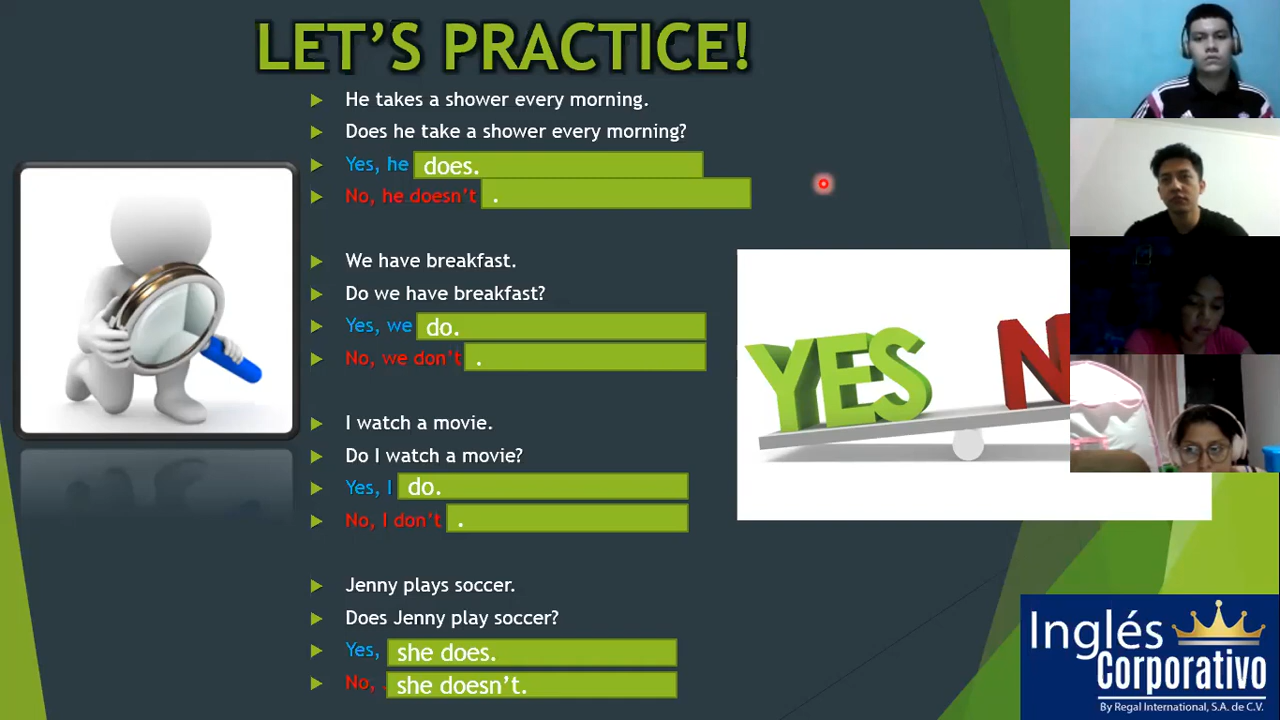 LET'S PRACTICE!
He takes a shower every morning.
Does he take a shower every morning?
Yes, he does.
No, he doesn't .
We have breakfast.
Do we have breakfast?
Yes, we do.
No, we don't .
I watch a movie.
Do I watch a movie?
Yes, I do.
No, I don't .
Jenny plays soccer.
Does Jenny play soccer?
Yes, she does.
No, she doesn't.
YES N
Inglés
Corporativo
By Regal International, S.A. de C.V.